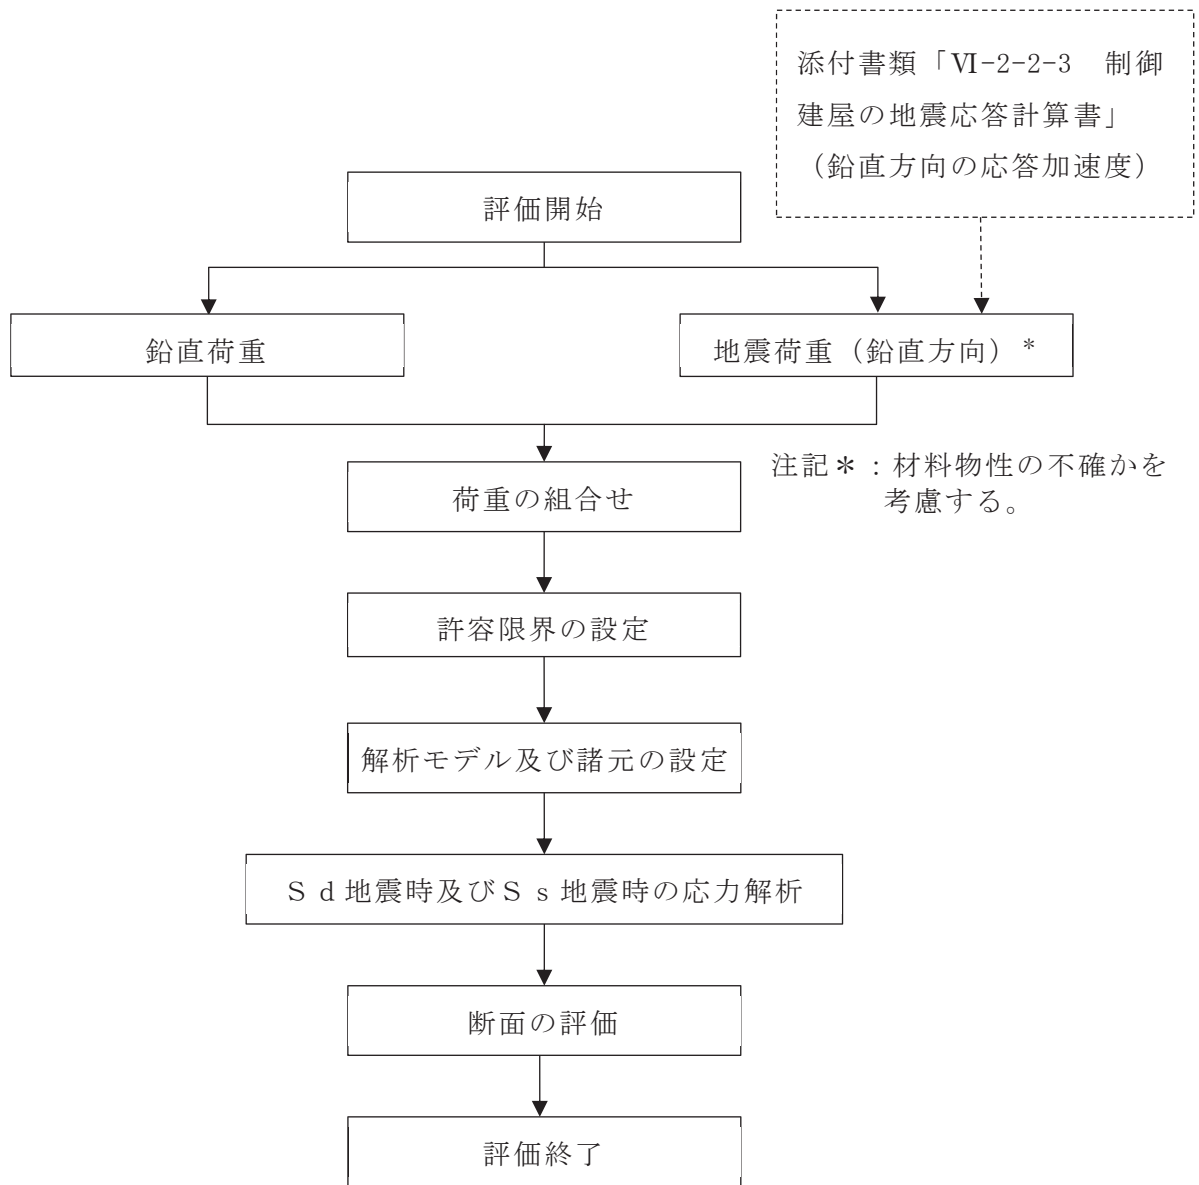 添付書類「Ⅵ-2-2-3　制御
建屋の地震応答計算書」
（鉛直方向の応答加速度）
評価開始
鉛直荷重
地震荷重（鉛直方向）*
注記＊：材料物性の不確かを
考慮する。
荷重の組合せ
許容限界の設定
解析モデル及び諸元の設定
Ｓｄ地震時及びＳｓ地震時の応力解析
断面の評価
評価終了